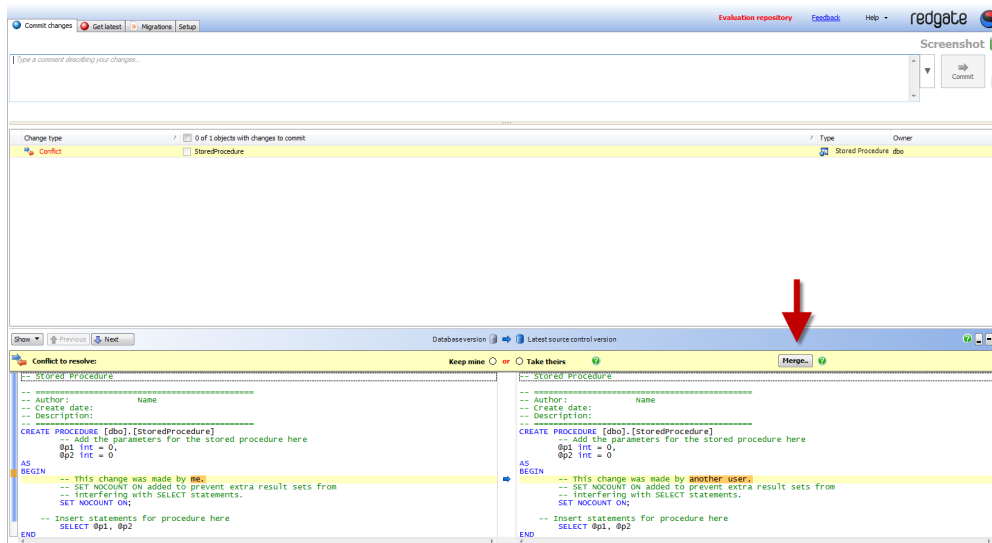 Commit changes Get latest Migrations Setup Evaluation repository Feedback Help redgate
Screenshot
Type a comment describing your changes...
Commit
Change type 0 of 1 objects with changes to commit Type Owner
Conflict StoredProcedure Stored Procedure dbo
Show Previous Next Database version Latest source control version
Conflict to resolve: Keep mine or Take theirs Merge..
-- Stored Procedure
-- =============================================
-- Author: Name
-- Create date:
-- Description:
-- =============================================
CREATE PROCEDURE [dbo].[StoredProcedure]
-- Add the parameters for the stored procedure here
@p1 int = 0,
@p2 int = 0
AS
BEGIN
-- This change was made by me.
-- SET NOCOUNT ON added to prevent extra result sets from
-- interfering with SELECT statements.
SET NOCOUNT ON;
-- Insert statements for procedure here
SELECT @p1, @p2
END
-- Stored Procedure
-- =============================================
-- Author: Name
-- Create date:
-- Description:
-- =============================================
CREATE PROCEDURE [dbo].[StoredProcedure]
-- Add the parameters for the stored procedure here
@p1 int = 0,
@p2 int = 0
AS
BEGIN
-- This change was made by another user.
-- SET NOCOUNT ON added to prevent extra result sets from
-- interfering with SELECT statements.
SET NOCOUNT ON;
-- Insert statements for procedure here
SELECT @p1, @p2
END